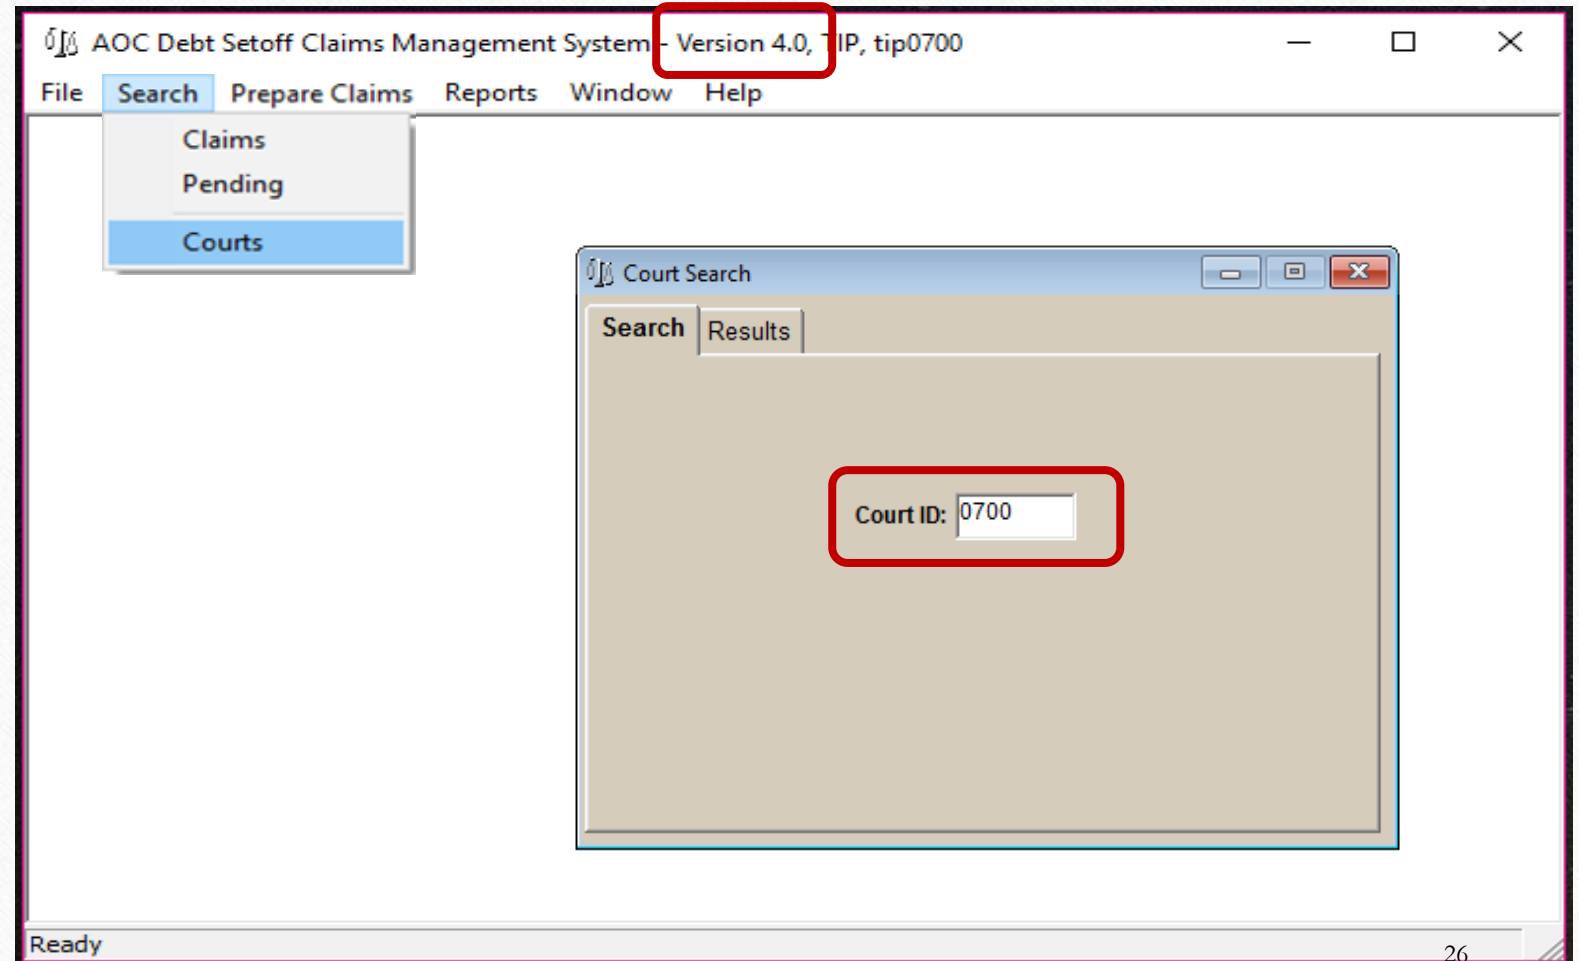 AOC Debt Setoff Claims Management System - Version 4.0, TIP, tip0700
File Search Prepare Claims Reports Window Help
Claims
Pending
Courts
Court Search
Search Results
Court ID: 0700
Ready
26